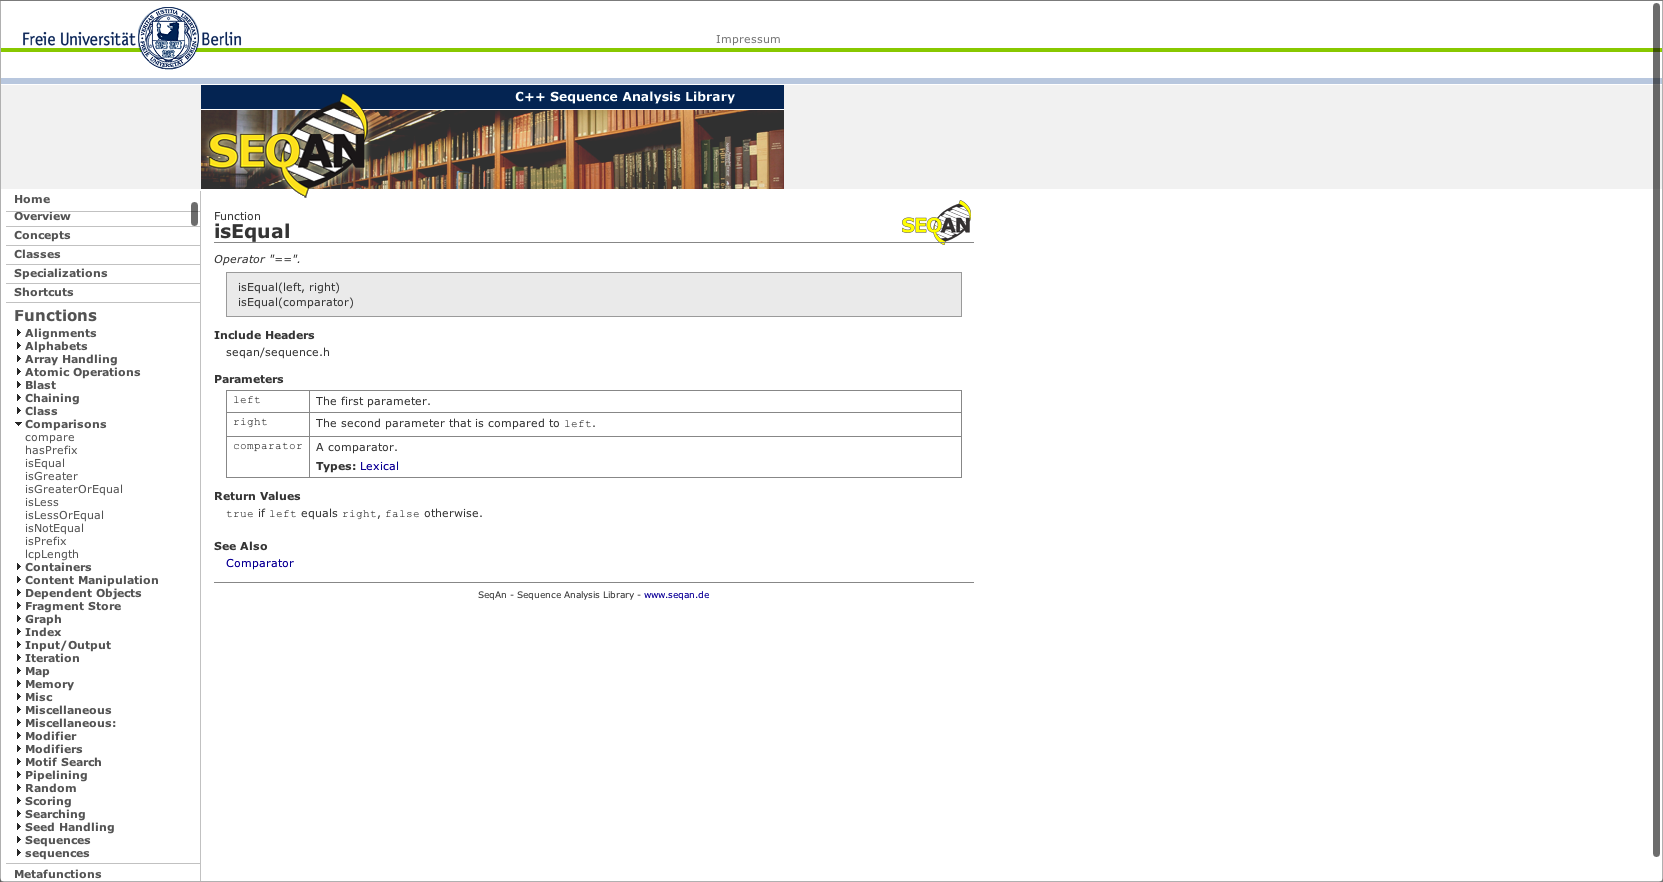 Freie Universität Berlin
Impressum
C++ Sequence Analysis Library
SEQAN
Home
Overview
Concepts
Classes
Specializations
Shortcuts
Functions
Alignments
Alphabets
Array Handling
Atomic Operations
Blast
Chaining
Class
Comparisons
compare
hasPrefix
isEqual
isGreater
isGreaterOrEqual
isLess
isLessOrEqual
isNotEqual
isPrefix
lcpLength
Containers
Content Manipulation
Dependent Objects
Fragment Store
Graph
Index
Input/Output
Iteration
Map
Memory
Misc
Miscellaneous
Miscellaneous:
Modifier
Modifiers
Motif Search
Pipelining
Random
Scoring
Searching
Seed Handling
Sequences
sequences
Metafunctions
Function
isEqual
SEQAN
Operator "==".
isEqual(left, right)
isEqual(comparator)
Include Headers
seqan/sequence.h
Parameters
left The first parameter.
right The second parameter that is compared to left.
comparator A comparator.
Types: Lexical
Return Values
true if left equals right, false otherwise.
See Also
Comparator
SeqAn - Sequence Analysis Library - www.seqan.de